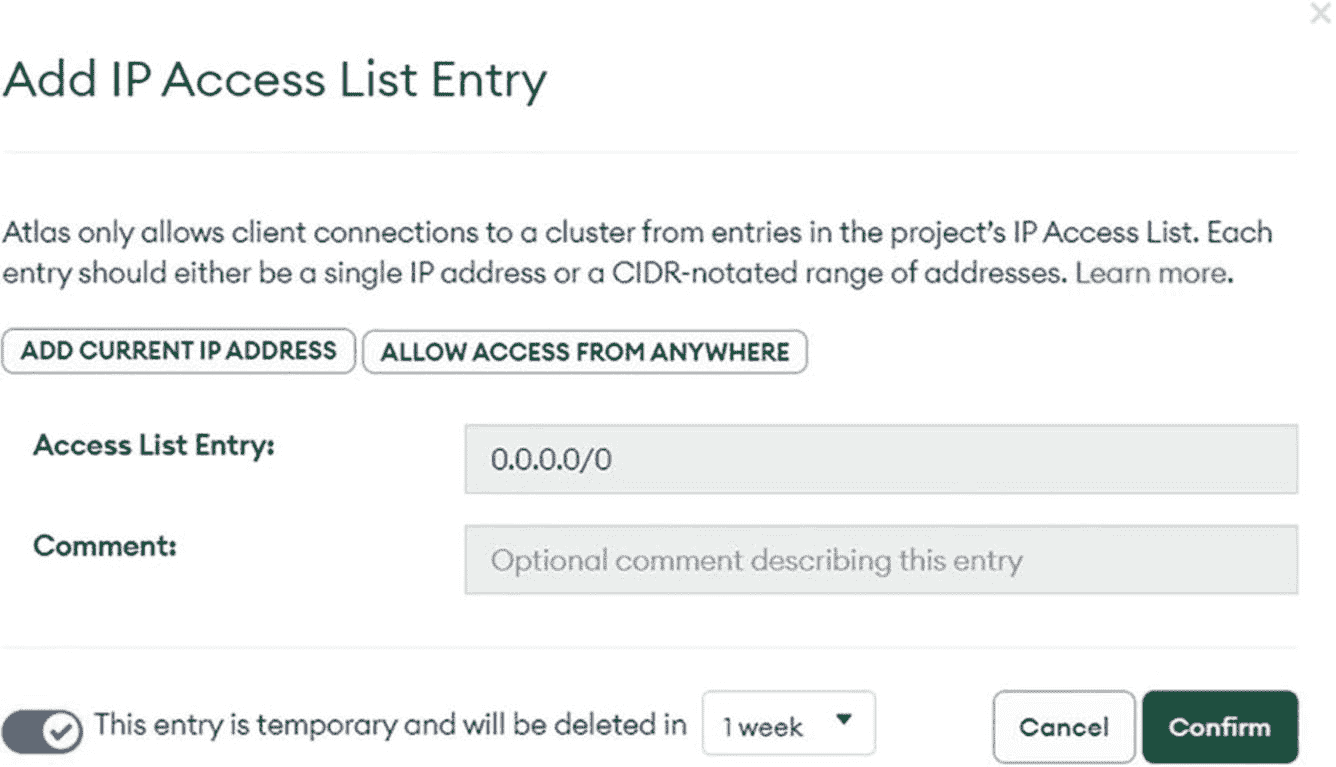 Add IP Access List Entry
Atlas only allows client connections to a cluster from entries in the project's IP Access List. Each
entry should either be a single IP address or a CIDR-notated range of addresses. Learn more.
ADD CURRENT IP ADDRESS ALLOW ACCESS FROM ANYWHERE
Access List Entry: 0.0.0.0/0
Comment: Optional comment describing this entry
This entry is temporary and will be deleted in 1 week Cancel Confirm